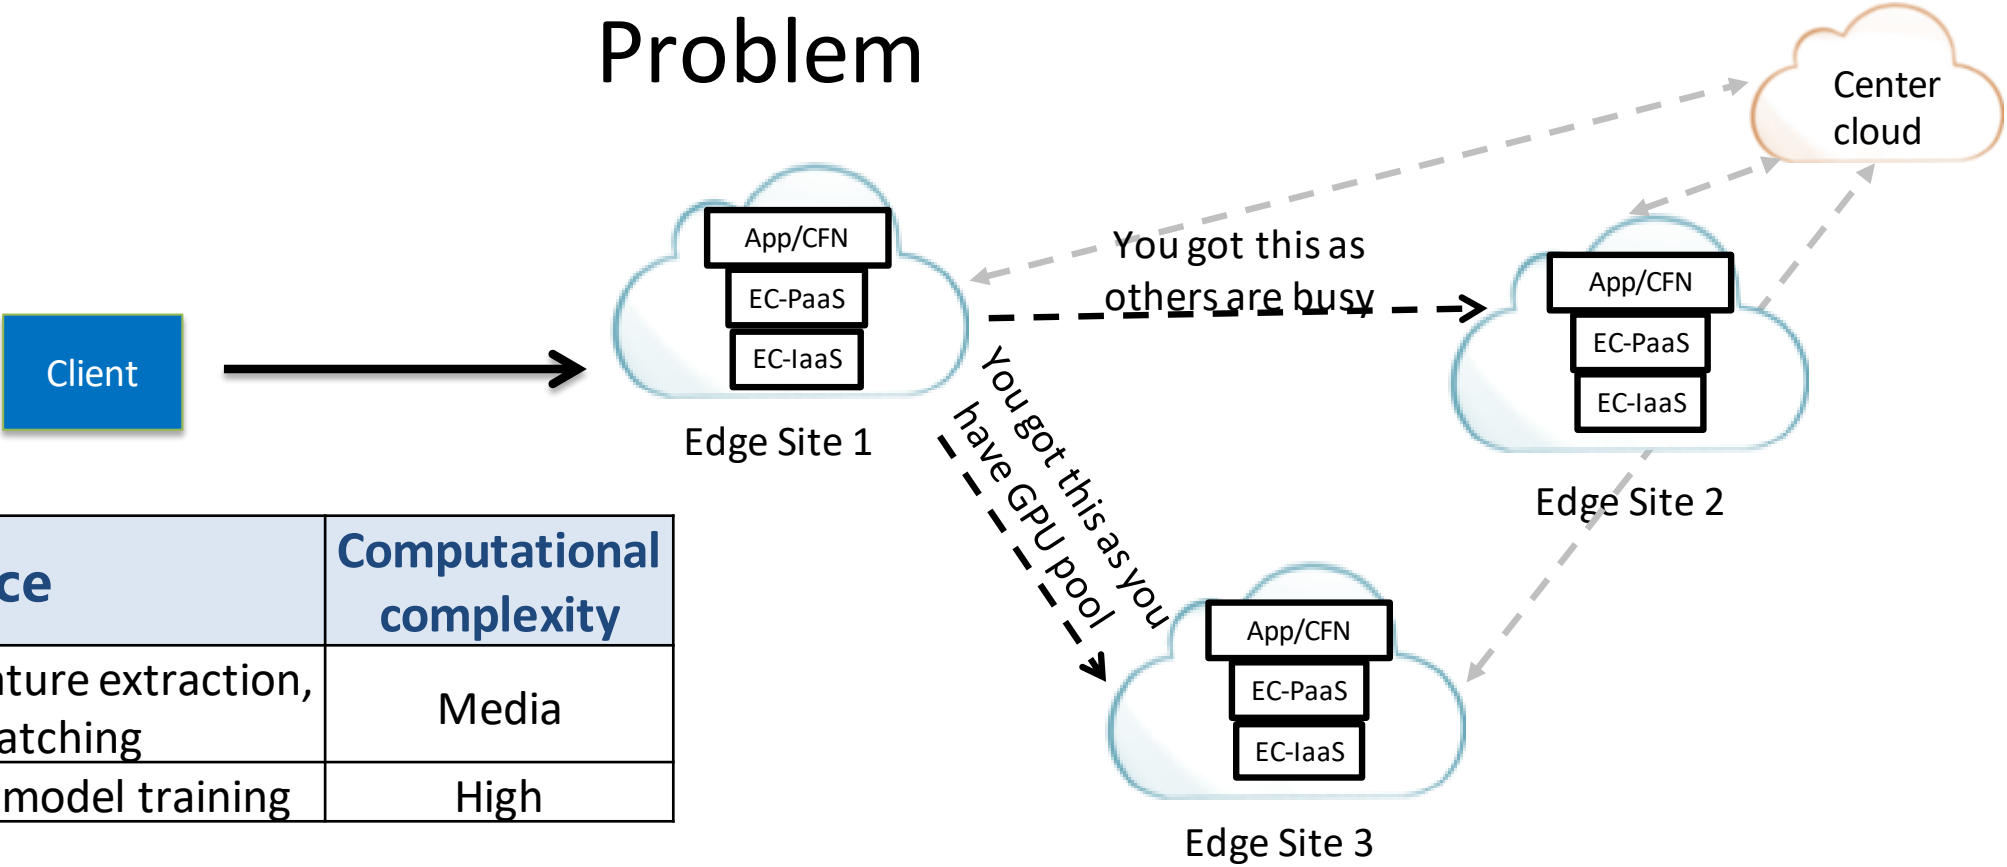 Problem
Center
cloud
App/CFN
EC-PaaS
EC-IaaS
Edge Site 1
You got this as
others are busy
App/CFN
EC-PaaS
EC-IaaS
Edge Site 2
Client
You got this as you
have GPU pool
App/CFN
EC-PaaS
EC-IaaS
Edge Site 3
ce
Computational
complexity
ature extraction,
atching
Media
model training
High